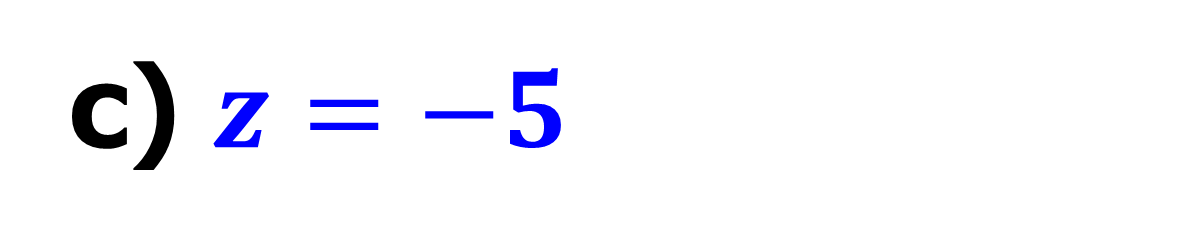 c) z = −5